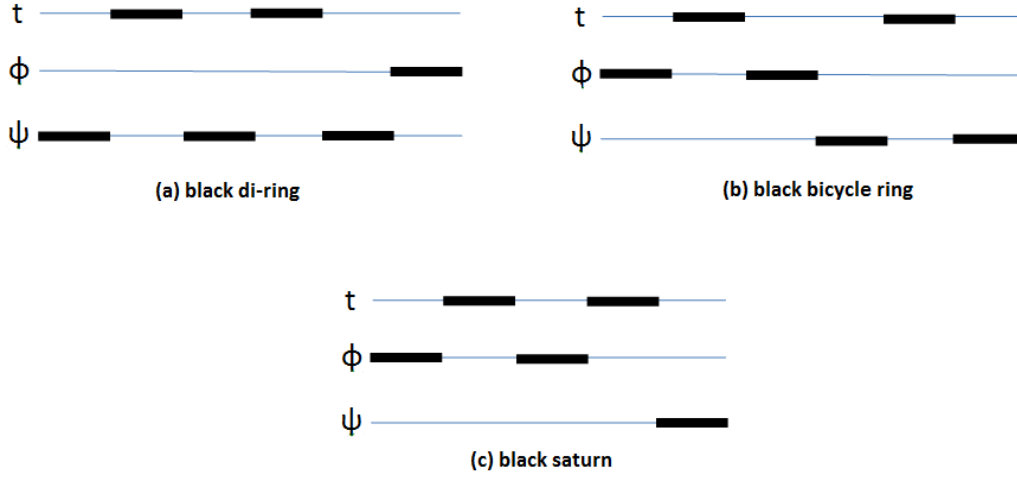 t
ϕ
ψ
(a) black di-ring
t
ϕ
ψ
(b) black bicycle ring
t
ϕ
ψ
(c) black saturn